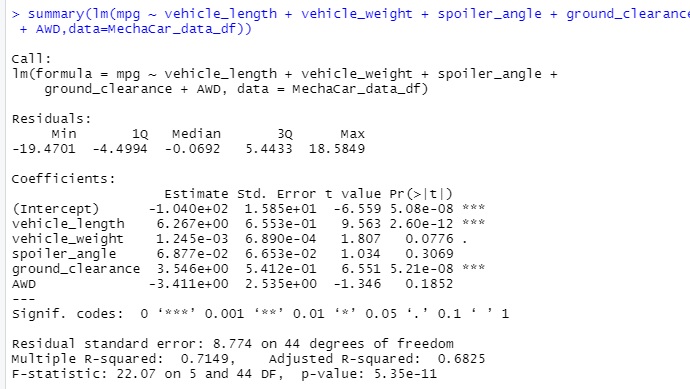 > summary(lm(mpg ~ vehicle_length + vehicle_weight + spoiler_angle + ground_clearance
+ AWD,data=MechaCar_data_df))
Call:
lm(formula = mpg ~ vehicle_length + vehicle_weight + spoiler_angle +
    ground_clearance + AWD, data = MechaCar_data_df)
Residuals:
     Min       1Q   Median       3Q      Max
-19.4701  -4.4994  -0.0692   5.4433  18.5849
Coefficients:
                   Estimate Std. Error t value Pr(>|t|)
(Intercept)      -1.040e+02  1.585e+01  -6.559 5.08e-08 ***
vehicle_length    6.267e+00  6.553e-01   9.563 2.60e-12 ***
vehicle_weight    1.245e-03  6.890e-04   1.807   0.0776 .
spoiler_angle     6.877e-02  6.653e-02   1.034   0.3069
ground_clearance  3.546e+00  5.412e-01   6.551 5.21e-08 ***
AWD              -3.411e+00  2.535e+00  -1.346   0.1852
---
Signif. codes:  0 ‘***’ 0.001 ‘**’ 0.01 ‘*’ 0.05 ‘.’ 0.1 ‘ ’ 1
Residual standard error: 8.774 on 44 degrees of freedom
Multiple R-squared:  0.7149,    Adjusted R-squared:  0.6825
F-statistic: 22.07 on 5 and 44 DF,  p-value: 5.35e-11